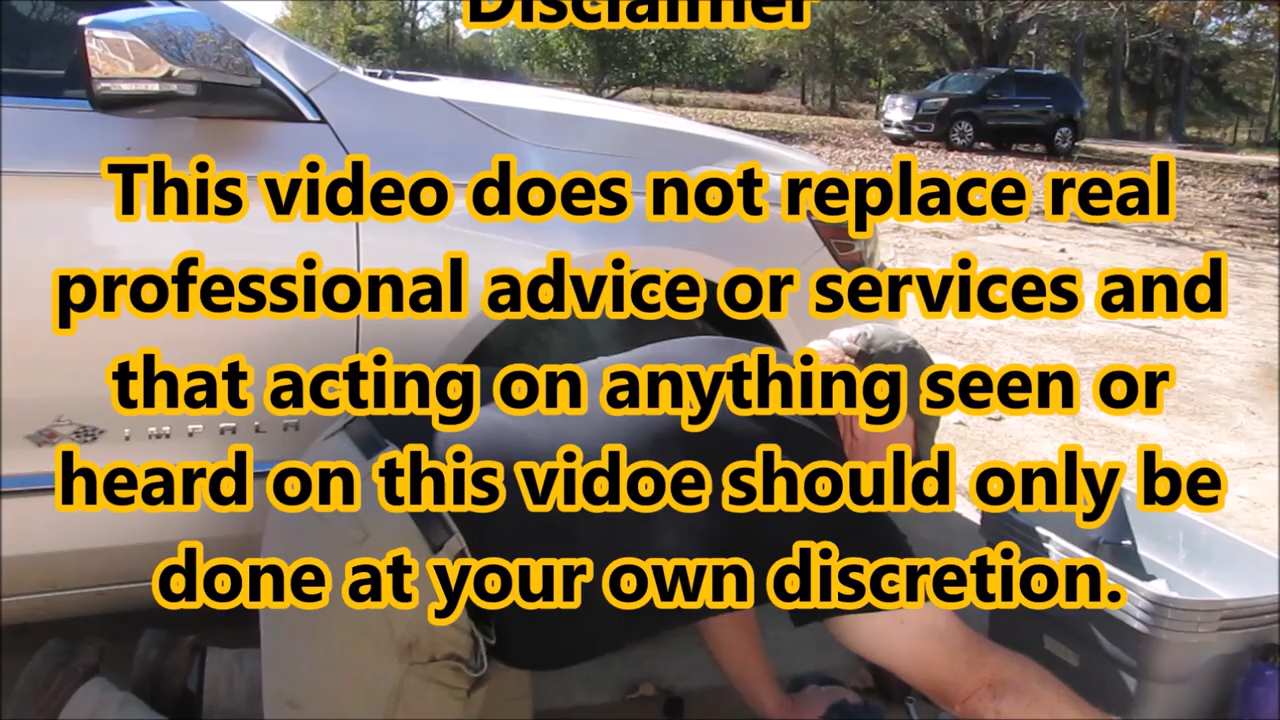 Disclaimer
This video does not replace real
professional advice or services and
that acting on anything seen or
heard on this vidoe should only be
done at your own discretion.
IMPALA